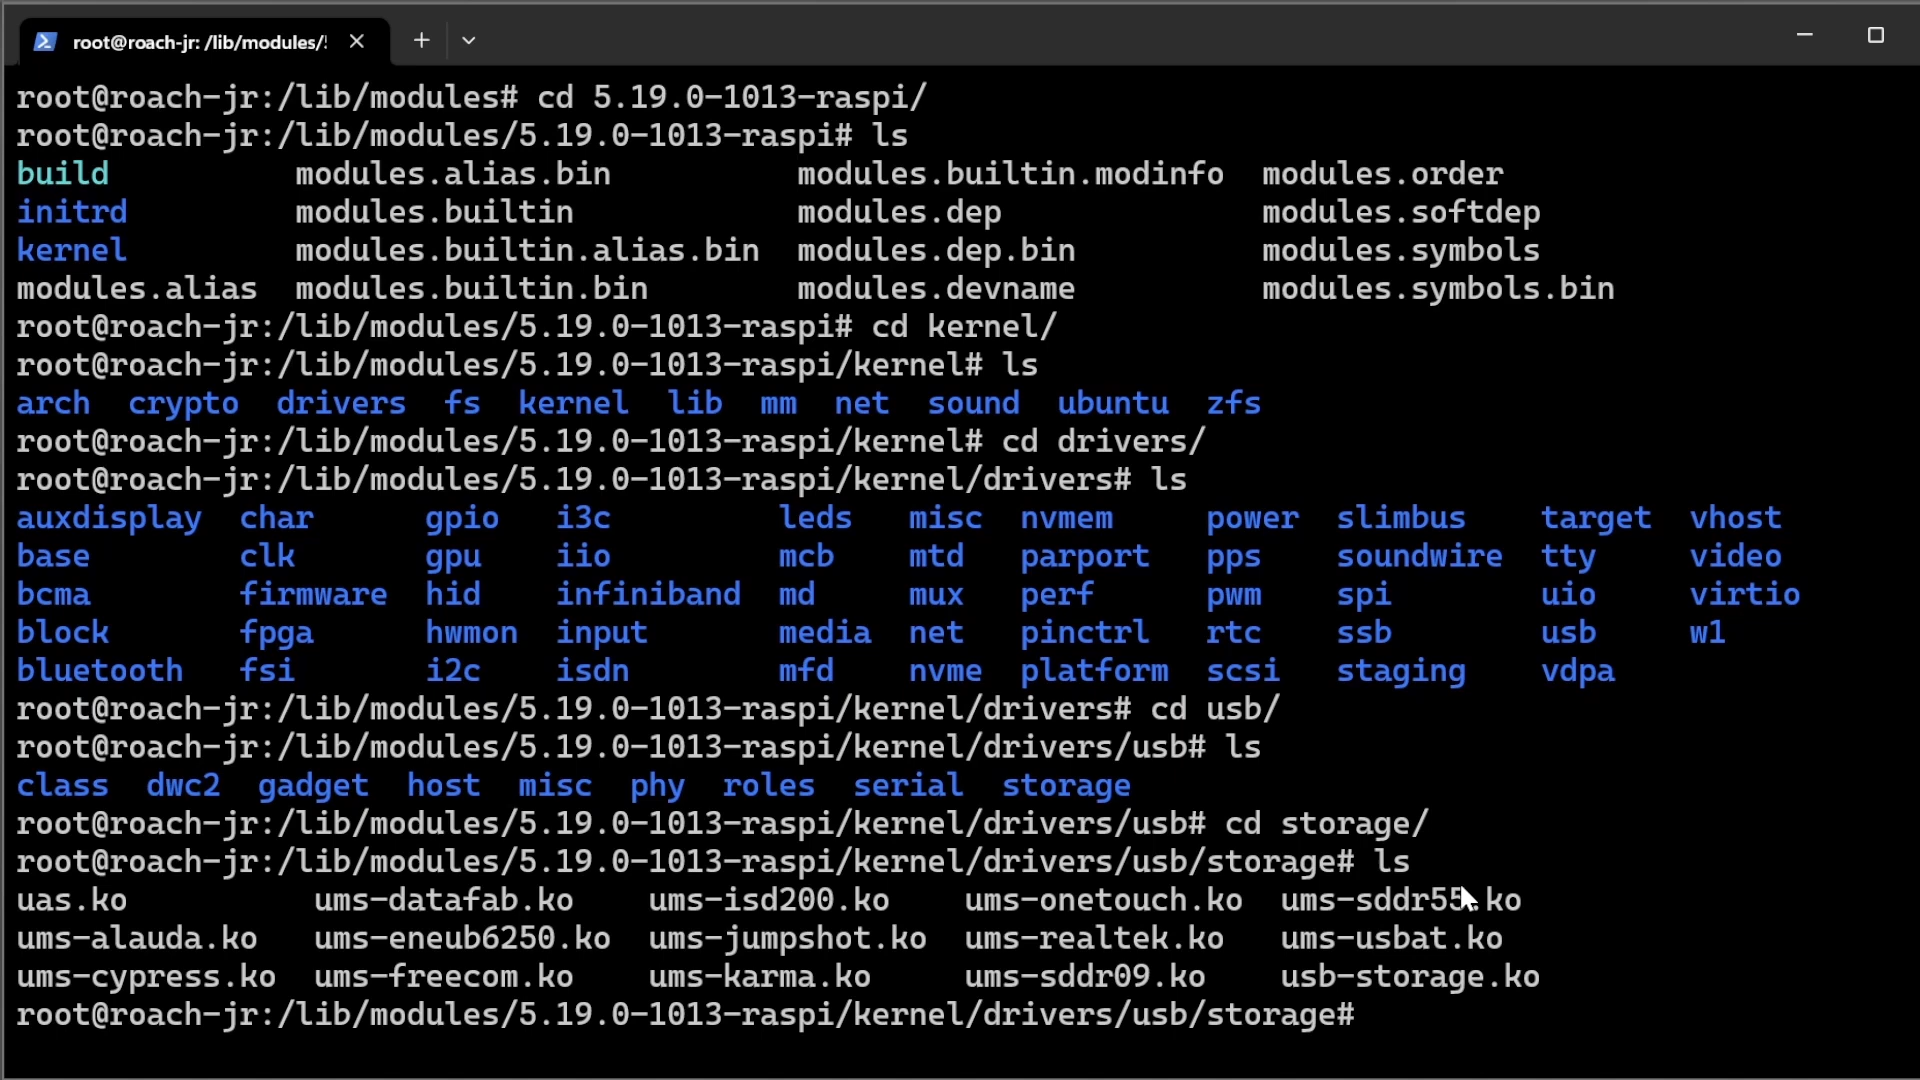 root@roach-jr: /lib/modules/5
root@roach-jr:/lib/modules# cd 5.19.0-1013-raspi/
root@roach-jr:/lib/modules/5.19.0-1013-raspi# ls
build modules.alias.bin modules.builtin.modinfo modules.order
initrd modules.builtin modules.dep modules.softdep
kernel modules.builtin.alias.bin modules.dep.bin modules.symbols
modules.alias modules.builtin.bin modules.devname modules.symbols.bin
root@roach-jr:/lib/modules/5.19.0-1013-raspi# cd kernel/
root@roach-jr:/lib/modules/5.19.0-1013-raspi/kernel# ls
arch crypto drivers fs kernel lib mm net sound ubuntu zfs
root@roach-jr:/lib/modules/5.19.0-1013-raspi/kernel# cd drivers/
root@roach-jr:/lib/modules/5.19.0-1013-raspi/kernel/drivers# ls
auxdisplay char gpio i3c leds misc nvmem power slimbus target vhost
base clk gpu iio mcb mtd parport pps soundwire tty video
bcma firmware hid infiniband md mux perf pwm spi uio virtio
block fpga hwmon input media net pinctrl rtc ssb usb w1
bluetooth fsi i2c isdn mfd nvme platform scsi staging vdpa
root@roach-jr:/lib/modules/5.19.0-1013-raspi/kernel/drivers# cd usb/
root@roach-jr:/lib/modules/5.19.0-1013-raspi/kernel/drivers/usb# ls
class dwc2 gadget host misc phy roles serial storage
root@roach-jr:/lib/modules/5.19.0-1013-raspi/kernel/drivers/usb# cd storage/
root@roach-jr:/lib/modules/5.19.0-1013-raspi/kernel/drivers/usb/storage# ls
uas.ko ums-datafab.ko ums-isd200.ko ums-onetouch.ko ums-sddr55.ko
ums-alauda.ko ums-eneub6250.ko ums-jumpshot.ko ums-realtek.ko ums-usbat.ko
ums-cypress.ko ums-freecom.ko ums-karma.ko ums-sddr09.ko usb-storage.ko
root@roach-jr:/lib/modules/5.19.0-1013-raspi/kernel/drivers/usb/storage#